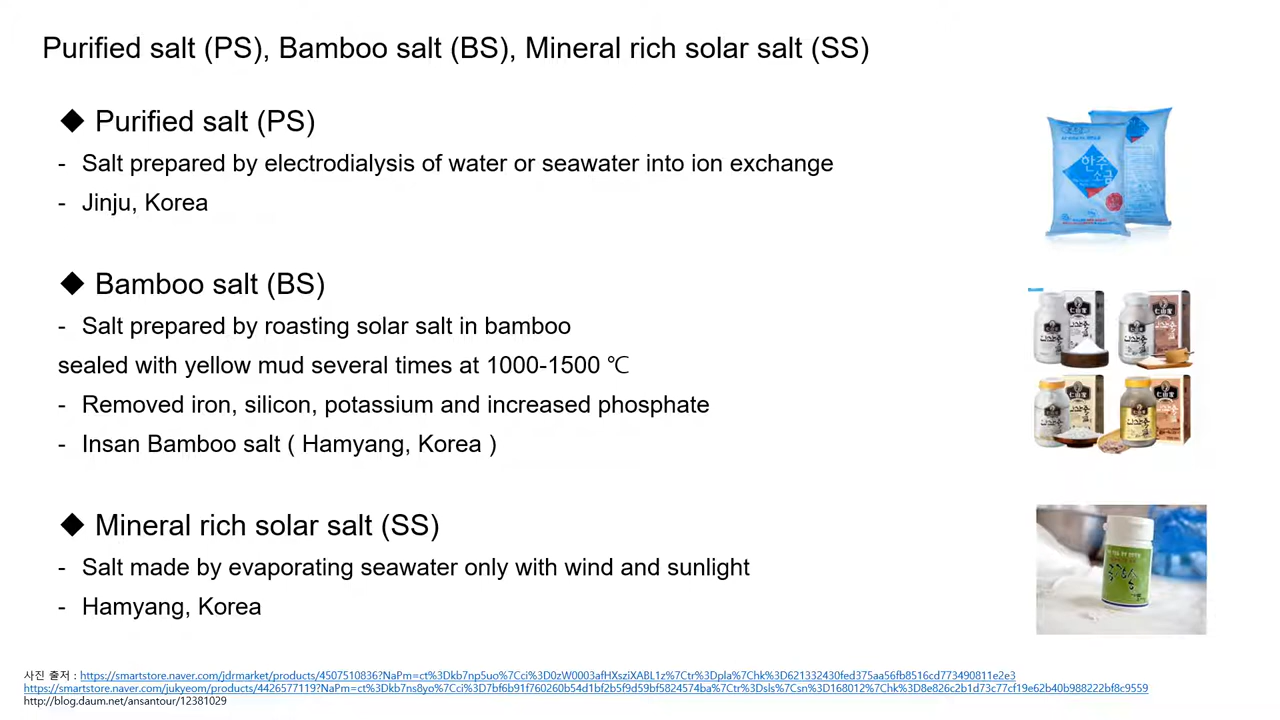 Purified salt (PS), Bamboo salt (BS), Mineral rich solar salt (SS)
◆ Purified salt (PS)
- Salt prepared by electrodialysis of water or seawater into ion exchange
- Jinju, Korea
한주
소금
◆ Bamboo salt (BS)
- Salt prepared by roasting solar salt in bamboo
sealed with yellow mud several times at 1000-1500 ℃
- Removed iron, silicon, potassium and increased phosphate
- Insan Bamboo salt ( Hamyang, Korea )
◆ Mineral rich solar salt (SS)
- Salt made by evaporating seawater only with wind and sunlight
- Hamyang, Korea
사진 출저 : https://smartstore.naver.com/jdrmarket/products/4507510836?NaPm=ct%3Dkb7np5uo%7Cci%3D0zW0003afHXsziXABL1z%7Ctr%3Dpla%7Chk%3D621332430fed375aa56fb8516cd773490811e2e3
https://smartstore.naver.com/jukyeom/products/4426577119?NaPm=ct%3Dkb7ns8yo%7Cci%3D7bf6b91f760260b54d1bf2b5f9d59bf5824574ba%7Ctr%3Dsls%7Csn%3D168012%7Chk%3D8e826c2b1d73c77cf19e62b40b988222bf8c9559
http://blog.daum.net/ansantour/12381029